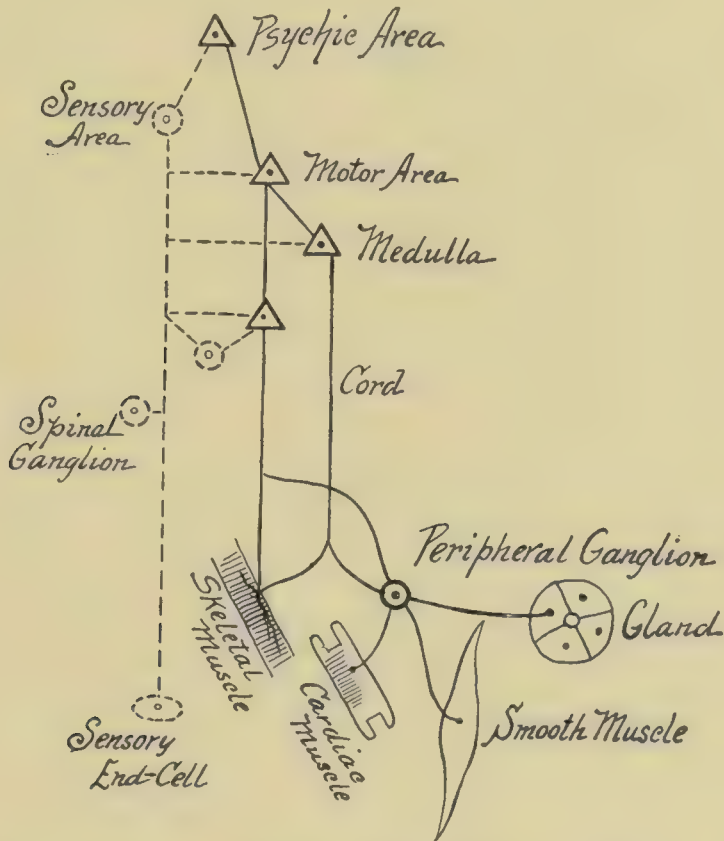 Psychic Area
Sensory
Area
Motor Area
Medulla
Cord
Spinal
Ganglion
Peripheral Ganglion
Gland
Skeletal
Muscle
Cardiac
Muscle
Smooth Muscle
Sensory
End-Cell